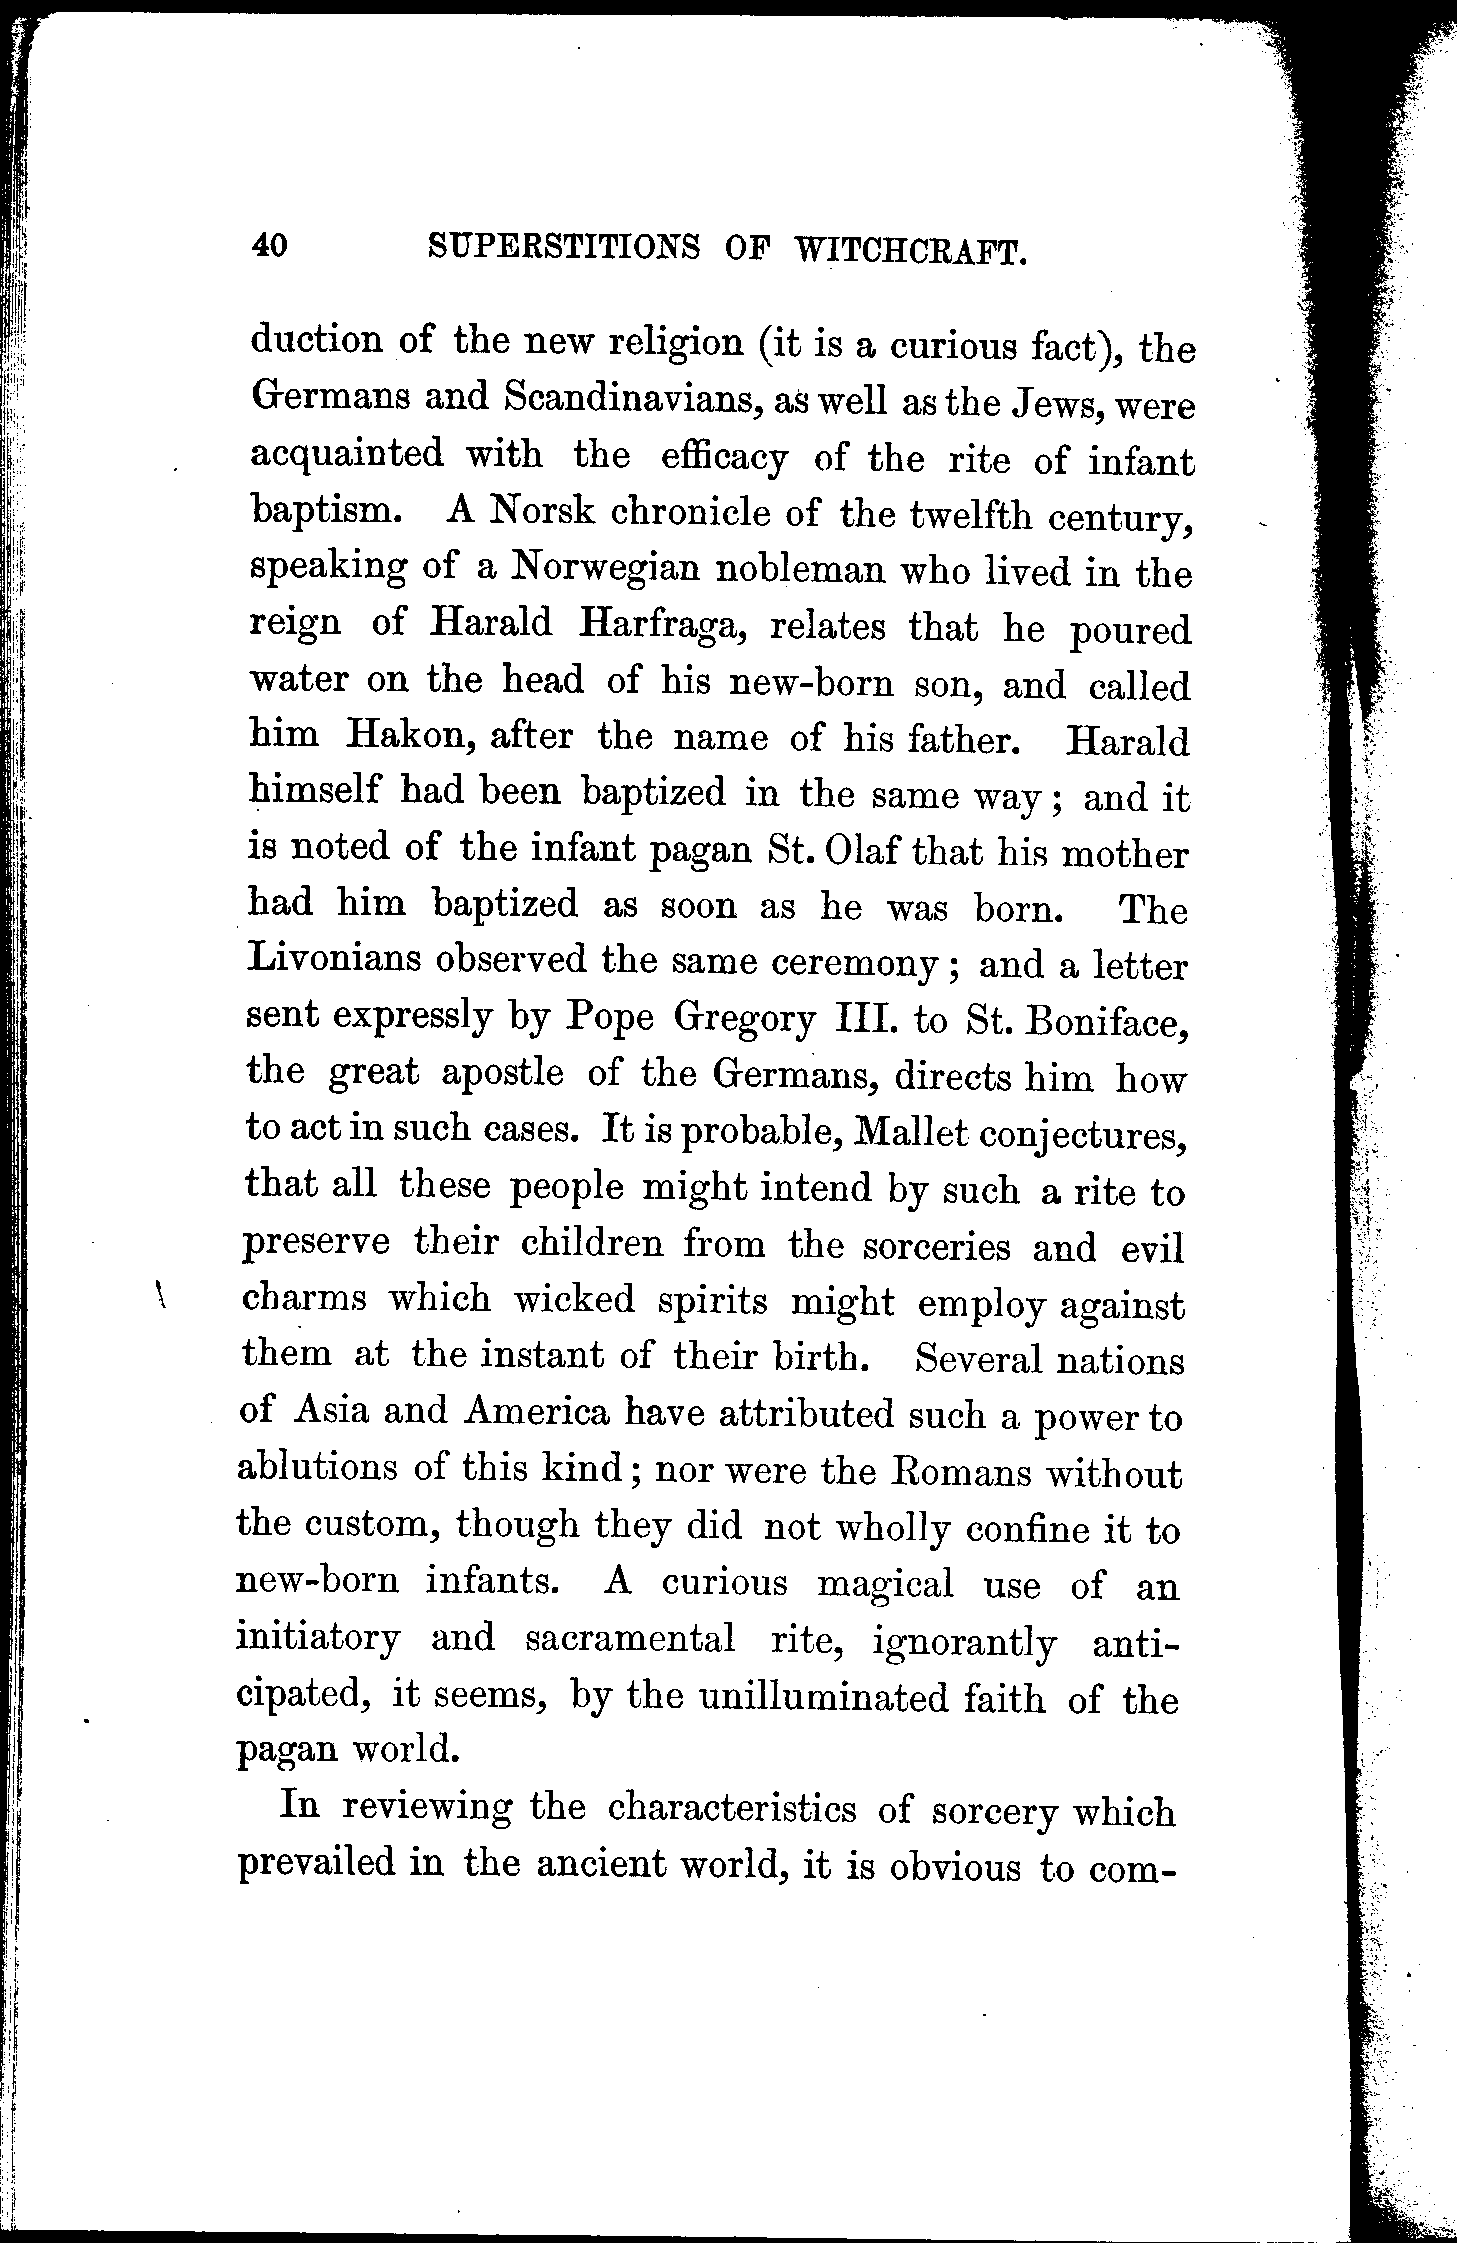 40 SUPERSTITIONS OF WITCHCRAFT.
duction of the new religion (it is a curious fact), the
Germans and Scandinavians, as well as the Jews, were
acquainted with the efficacy of the rite of infant
baptism. A Norsk chronicle of the twelfth century,
speaking of a Norwegian nobleman who lived in the
reign of Harald Harfraga, relates that he poured
water on the head of his new-born son, and called
him Hakon, after the name of his father. Harald
himself had been baptized in the same way; and it
is noted of the infant pagan St. Olaf that his mother
had him baptized as soon as he was born. The
Livonians observed the same ceremony; and a letter
sent expressly by Pope Gregory III. to St. Boniface,
the great apostle of the Germans, directs him how
to act in such cases. It is probable, Mallet conjectures,
that all these people might intend by such a rite to
preserve their children from the sorceries and evil
charms which wicked spirits might employ against
them at the instant of their birth. Several nations
of Asia and America have attributed such a power to
ablutions of this kind; nor were the Romans without
the custom, though they did not wholly confine it to
new-born infants. A curious magical use of an
initiatory and sacramental rite, ignorantly anti-
cipated, it seems, by the unilluminated faith of the
pagan world.
In reviewing the characteristics of sorcery which
prevailed in the ancient world, it is obvious to com-